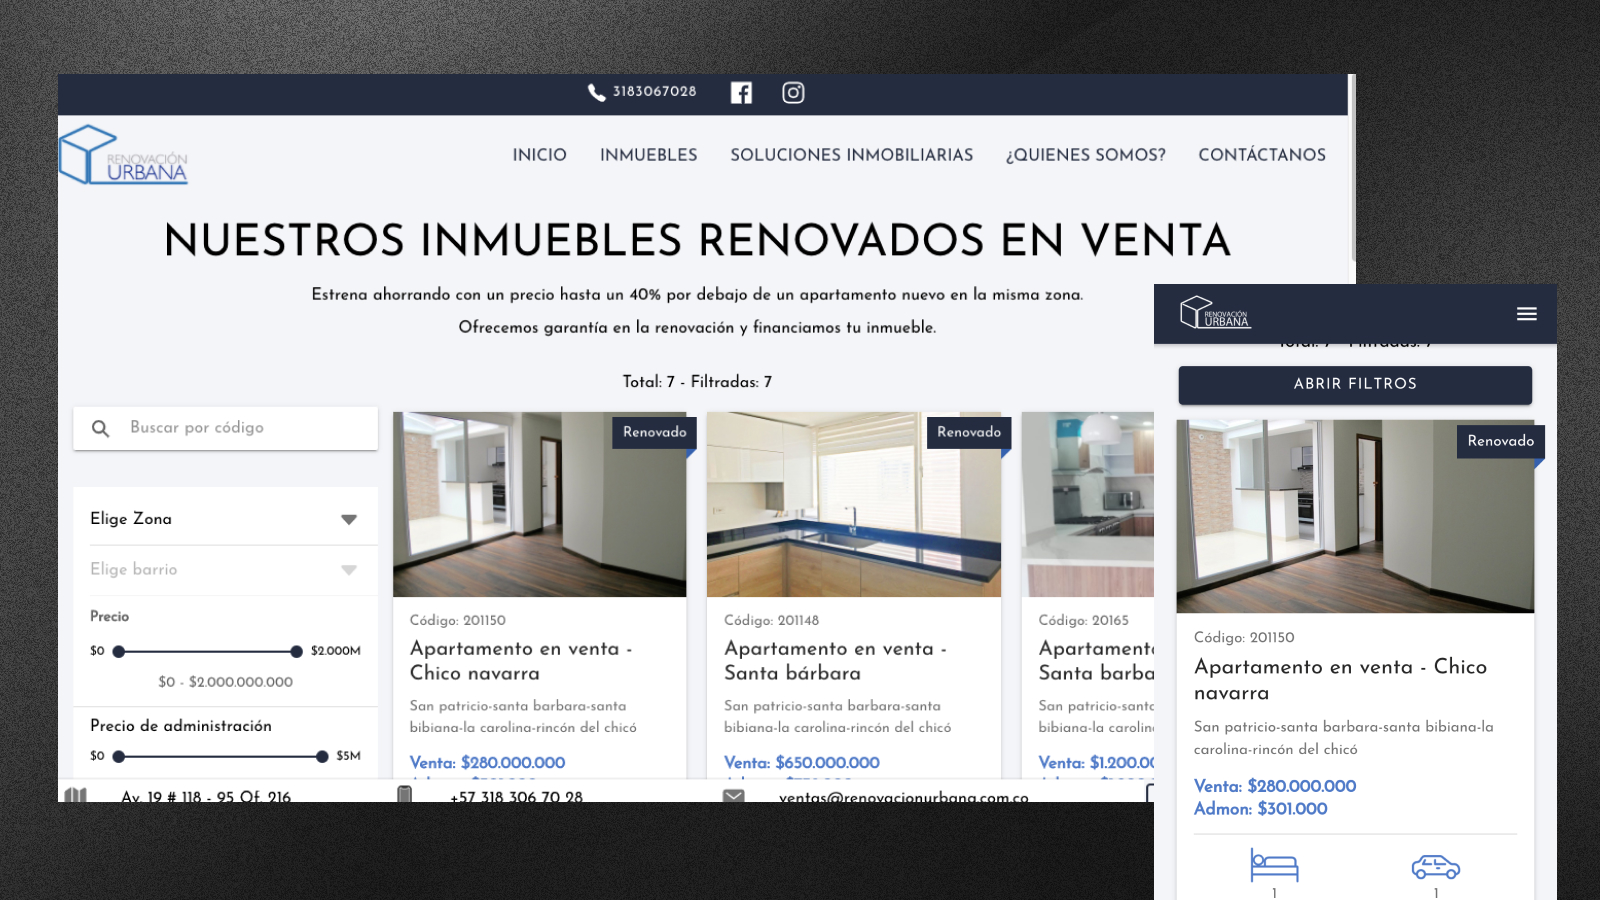 3183067028
RENOVACIÓN
URBANA
INICIO INMUEBLES SOLUCIONES INMOBILIARIAS ¿QUIENES SOMOS? CONTÁCTANOS
NUESTROS INMUEBLES RENOVADOS EN VENTA
Estrena ahorrando con un precio hasta un 40% por debajo de un apartamento nuevo en la misma zona.
Ofrecemos garantía en la renovación y financiamos tu inmueble.
Total: 7 - Filtradas: 7
Buscar por código
Elige Zona
Elige barrio
Precio
$0 $2.000M
$0 - $2.000.000.000
Precio de administración
$0 $5M
Renovado
Código: 201150
Apartamento en venta -
Chico navarra
San patricio-santa barbara-santa
bibiana-la carolina-rincón del chicó
Venta: $280.000.000
Renovado
Código: 201148
Apartamento en venta -
Santa bárbara
San patricio-santa barbara-santa
bibiana-la carolina-rincón del chicó
Venta: $650.000.000
Código: 20165
Apartamento
Santa barba
San patricio-sant
bibiana-la carolin
Venta: $1.200.00
Av. 19 # 118 - 95 Of. 216
+57 318 306 70 28
ventas@renovacionurbana.com.co
RENOVACIÓN
URBANA
Total: 7 - Filtradas: 7
ABRIR FILTROS
Renovado
Código: 201150
Apartamento en venta - Chico
navarra
San patricio-santa barbara-santa bibiana-la
carolina-rincón del chicó
Venta: $280.000.000
Admon: $301.000
1 1